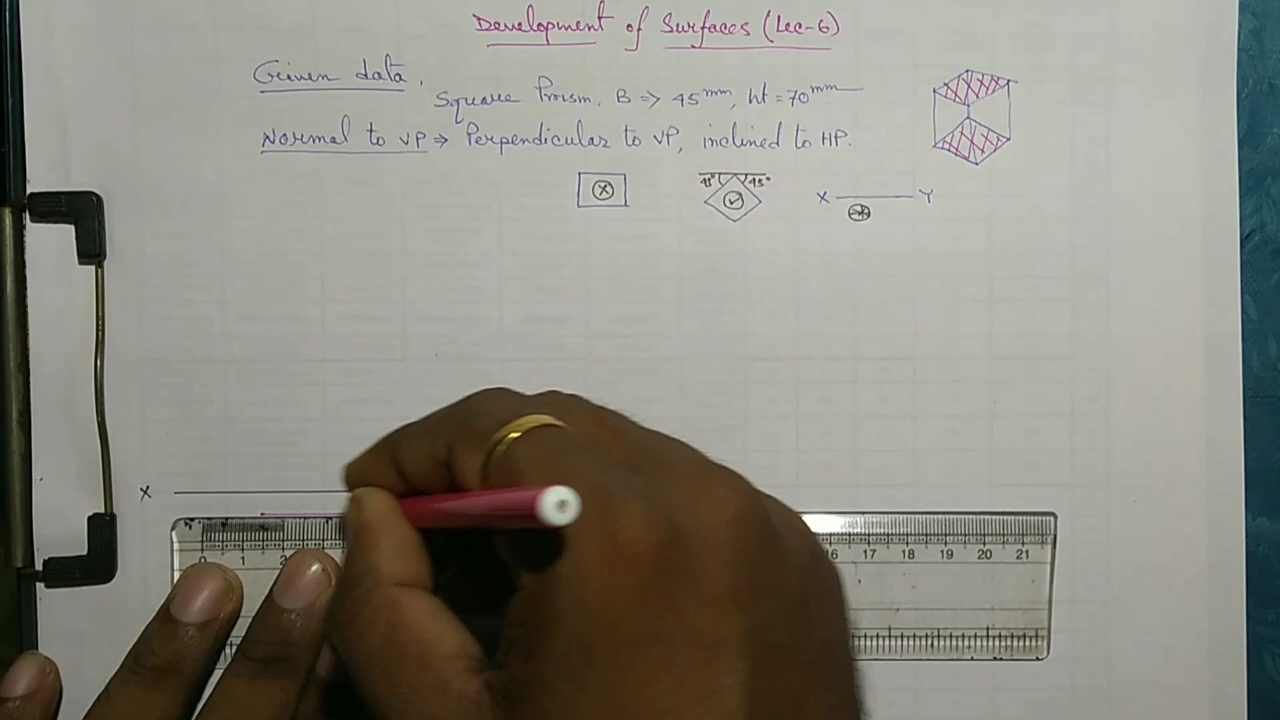 Development of Surfaces (Lec-6)
Given data,
Square Prism. B => 45mm, ht = 70mm
Normal to VP => Perpendicular to VP, inclined to HP.
45° 45°
X Y
X
0 1 2 16 17 18 19 20 21